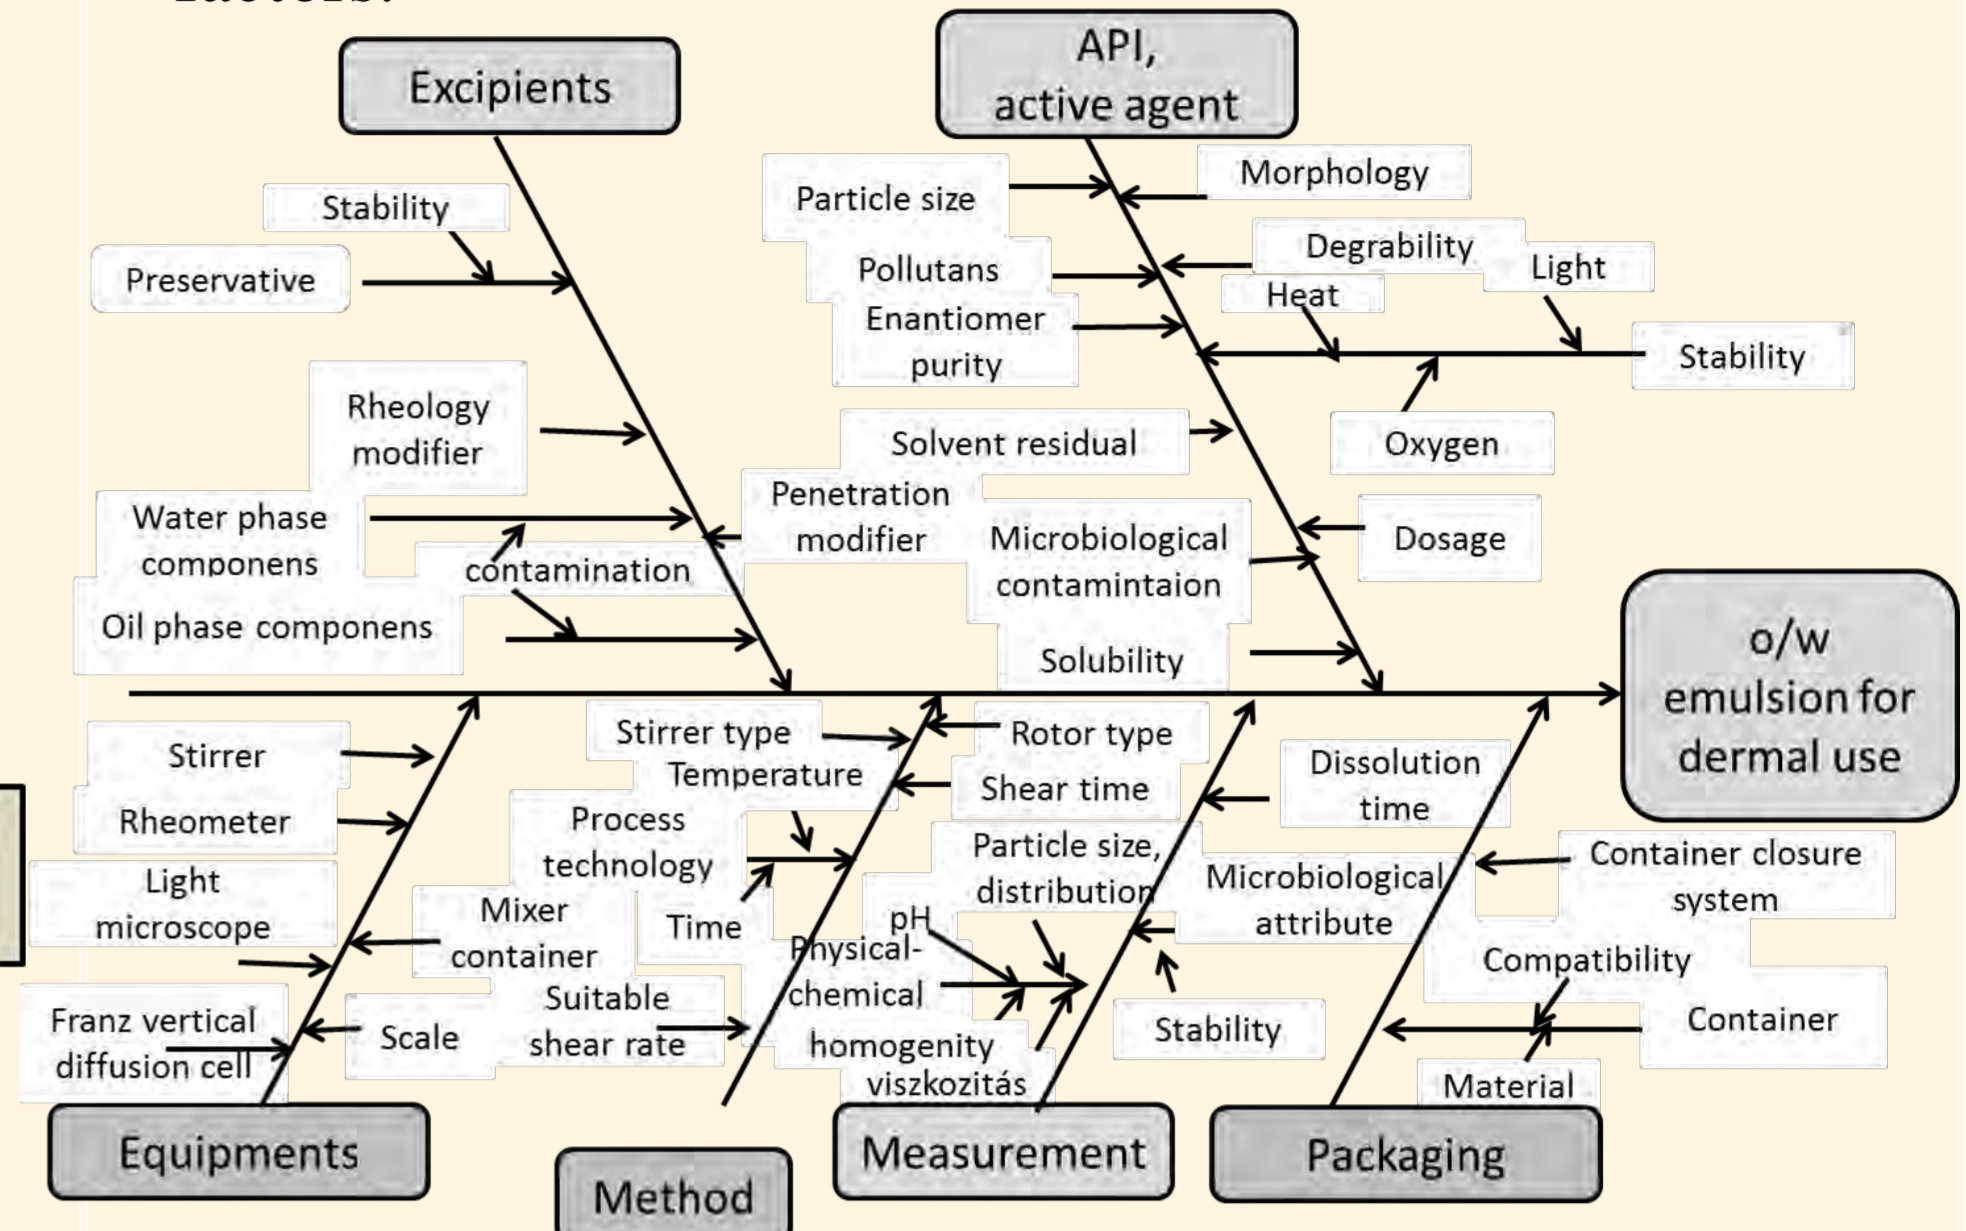 Excipients
API,
active agent
Stability
Preservative
Rheology
modifier
Water phase
componens
contamination
Oil phase componens
Penetration
modifier
Particle size
Morphology
Pollutans
Degrability
Light
Heat
Enantiomer
purity
Stability
Oxygen
Solvent residual
Microbiological
contamintaion
Dosage
Solubility
o/w
emulsion for
dermal use
Stirrer
Rheometer
Light
microscope
Mixer
container
Franz vertical
diffusion cell
Scale
Equipments
Stirrer type
Rotor type
Temperature
Shear time
Process
technology
Time
Suitable
shear rate
Method
Dissolution
time
Particle size,
distribution
Microbiological
attribute
pH
Physical-
chemical
homogenity
viszkozitás
Stability
Measurement
Container closure
system
Compatibility
Container
Material
Packaging